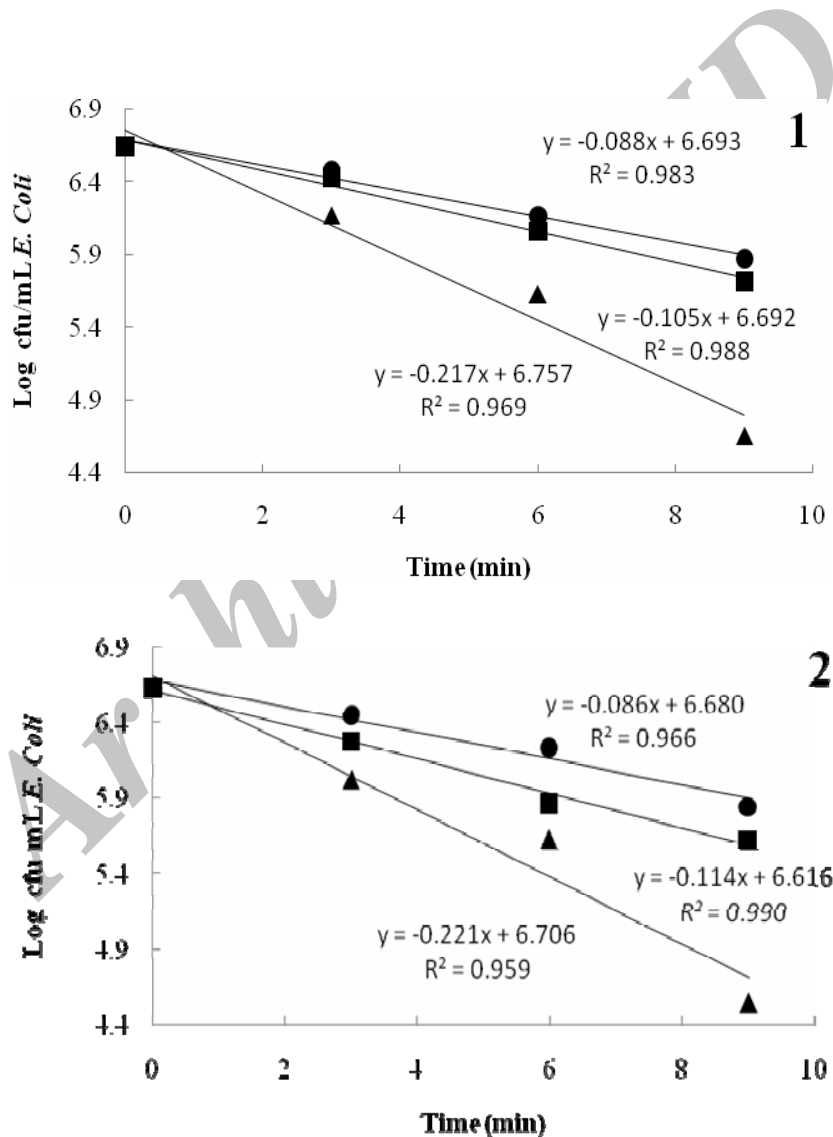 1
6.9
6.4
5.9
5.4
4.9
4.4
Log cfu/mL E. Coli
y = -0.088x + 6.693
R² = 0.983
y = -0.105x + 6.692
R² = 0.988
y = -0.217x + 6.757
R² = 0.969
0 2 4 6 8 10
Time (min)
2
6.9
6.4
5.9
5.4
4.9
4.4
Log cfu mL E. Coli
y = -0.086x + 6.680
R² = 0.966
y = -0.114x + 6.616
R² = 0.990
y = -0.221x + 6.706
R² = 0.959
0 2 4 6 8 10
Time (min)